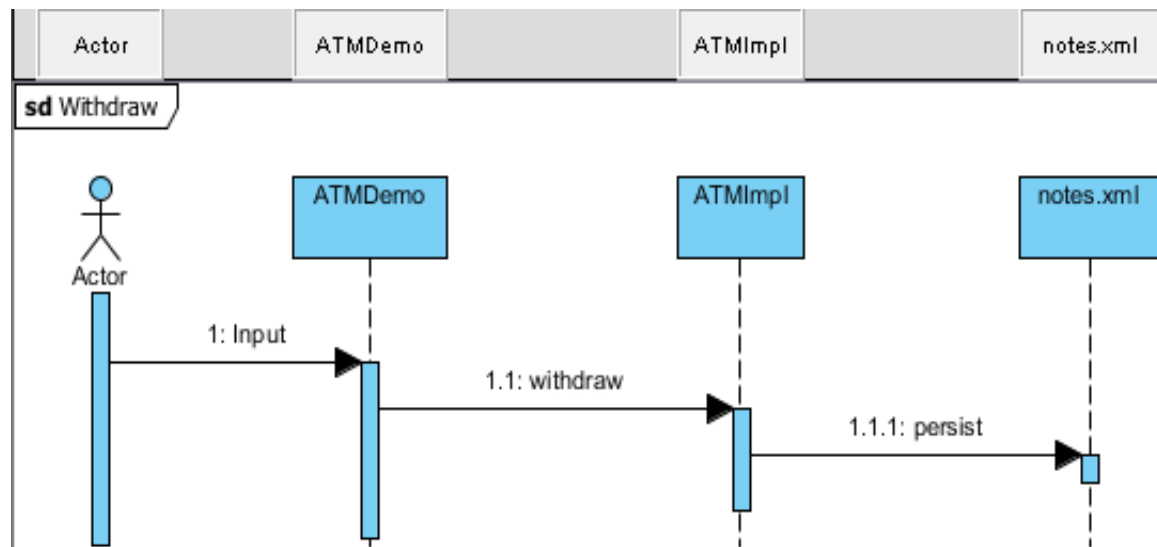 Actor
ATMDemo
ATMImpl
notes.xml
sd Withdraw
ATMDemo
ATMImpl
notes.xml
Actor
1: Input
1.1: withdraw
1.1.1: persist